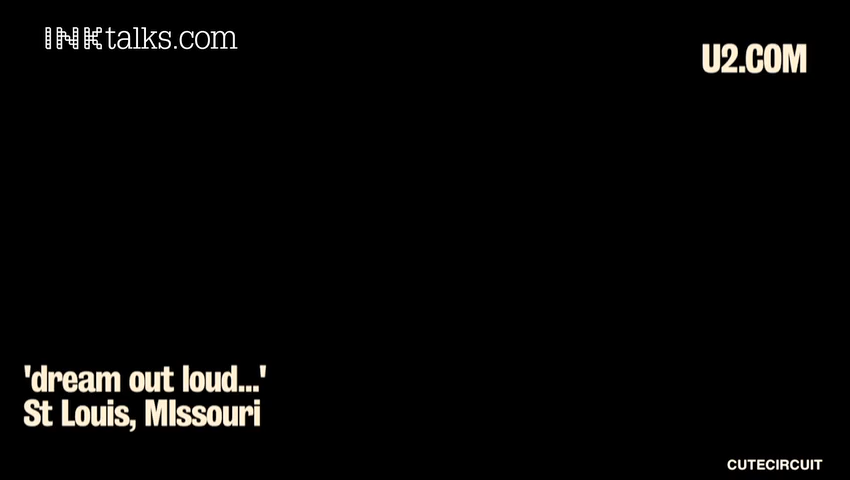 INKtalks.com
U2.COM
'dream out loud...'
St Louis, MIssouri
CUTECIRCUIT